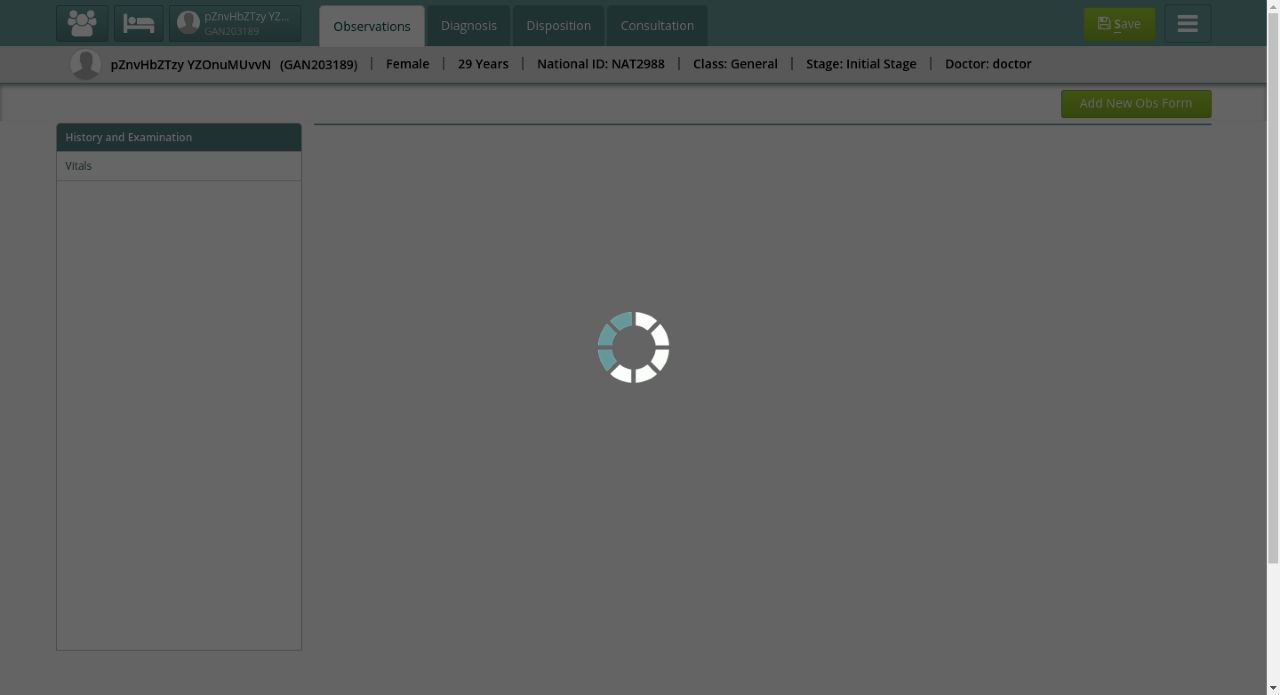 pZnvHbZTzy YZ...
GAN203189
Observations
Diagnosis
Disposition
Consultation
Save
pZnvHbZTzy YZOnuMUvvN (GAN203189) | Female | 29 Years | National ID: NAT2988 | Class: General | Stage: Initial Stage | Doctor: doctor
Add New Obs Form
History and Examination
Vitals